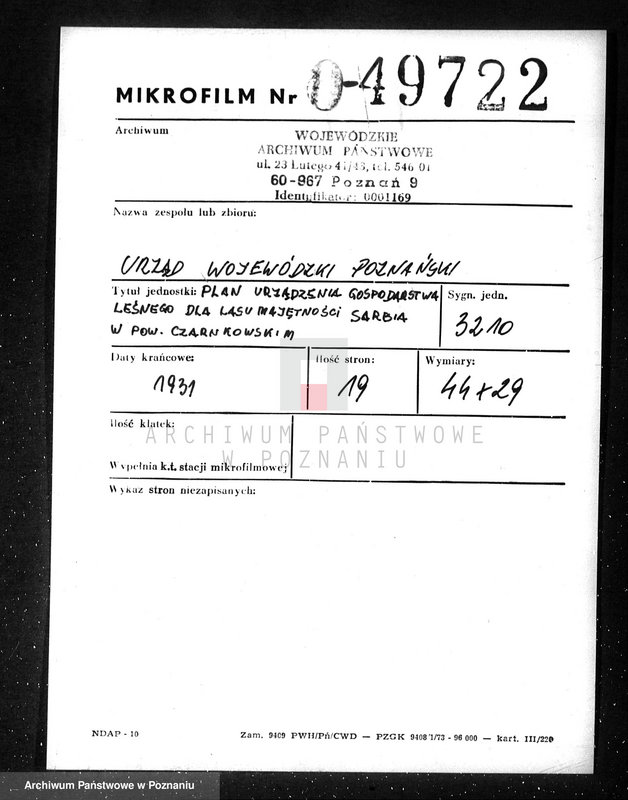 MIKROFILM Nr 0-49722
Archiwum
WOJEWÓDZKIE
ARCHIWUM PAŃSTWOWE
ul. 23 Lutego 41/43, tel. 546 01
60-967 Poznań 9
Identyfikator: 0001169
Nazwa zespołu lub zbioru:
URZĄD WOJEWÓDZKI POZNAŃSKI
Tytuł jednostki: PLAN URZĄDZENIA GOSPODARSTWA
LEŚNEGO DLA LASU MAJĘTNOŚCI SARBIA
W POW. CZARNKOWSKIM
Sygn. jedn.
3210
Daty krańcowe:
1931
Ilość stron:
19
Wymiary:
44x29
Ilość klatek:
ARCHIWUM PAŃSTWOWE
W POZNANIU
Wypełnia k.t. stacji mikrofilmowej
Wykaz stron niezapisanych:
NDAP - 10
Zam. 9409 PWH/Pń/CWD — PZGK 9408/1/73 - 96 000 — kart. III/220
Archiwum Państwowe w Poznaniu